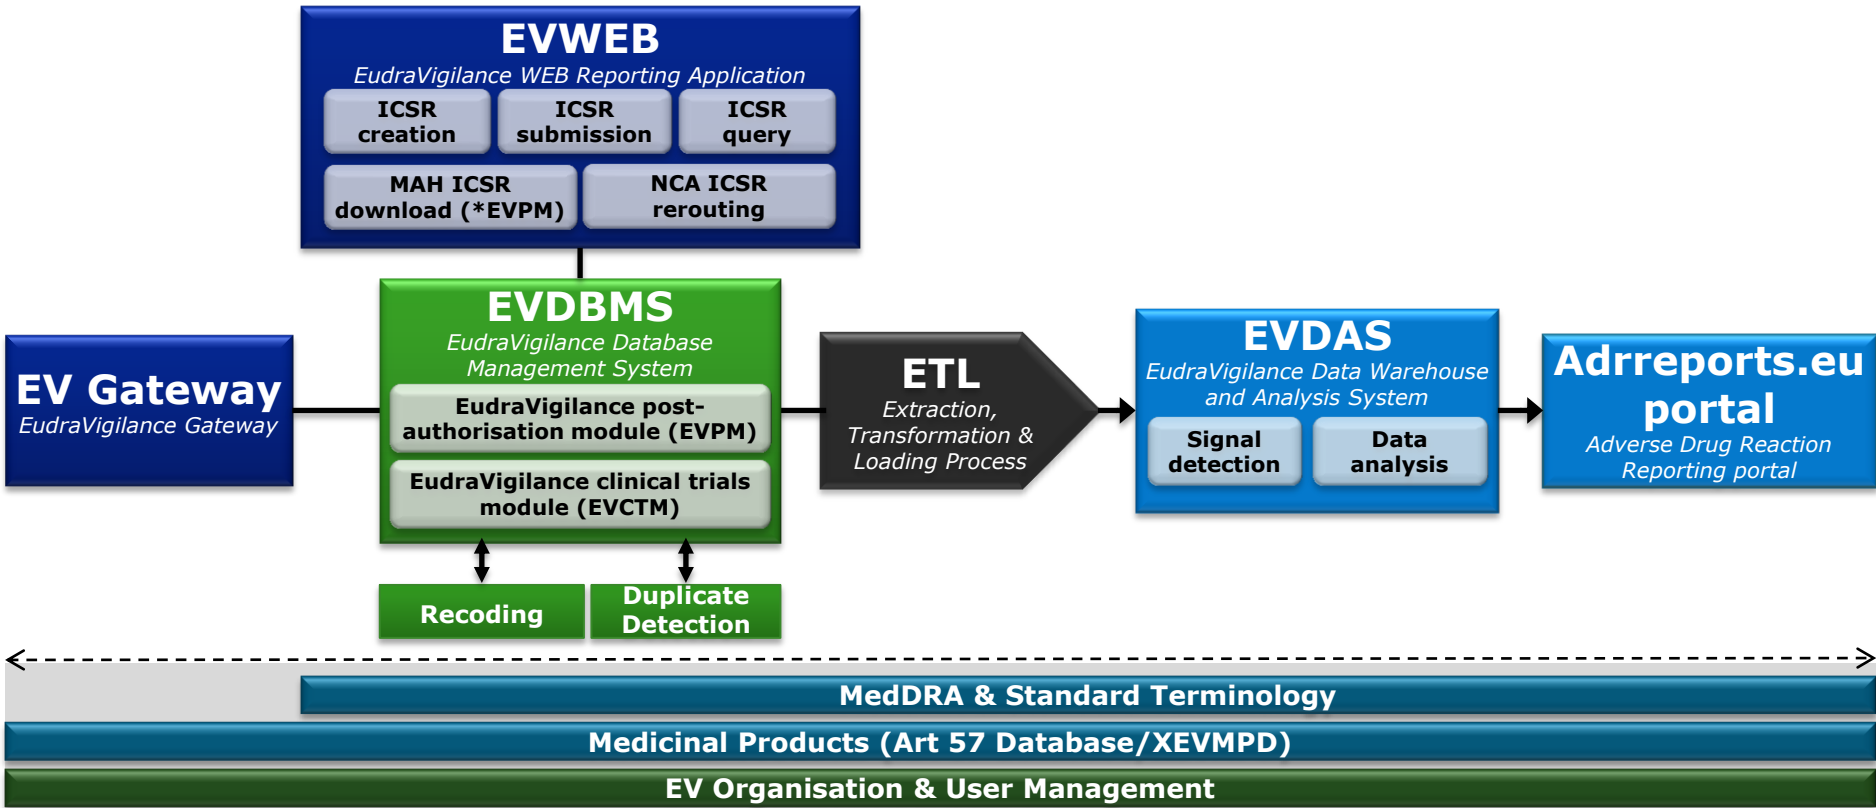 EVWEB
EudraVigilance WEB Reporting Application
ICSR
creation
ICSR
submission
ICSR
query
MAH ICSR
download (*EVPM)
NCA ICSR
rerouting
EV Gateway
EudraVigilance Gateway
EVDBMS
EudraVigilance Database
Management System
EudraVigilance post-
authorisation module (EVPM)
EudraVigilance clinical trials
module (EVCTM)
Recoding
Duplicate
Detection
ETL
Extraction,
Transformation &
Loading Process
EVDAS
EudraVigilance Data Warehouse
and Analysis System
Signal
detection
Data
analysis
Adrreports.eu
portal
Adverse Drug Reaction
Reporting portal
MedDRA & Standard Terminology
Medicinal Products (Art 57 Database/XEVMPD)
EV Organisation & User Management